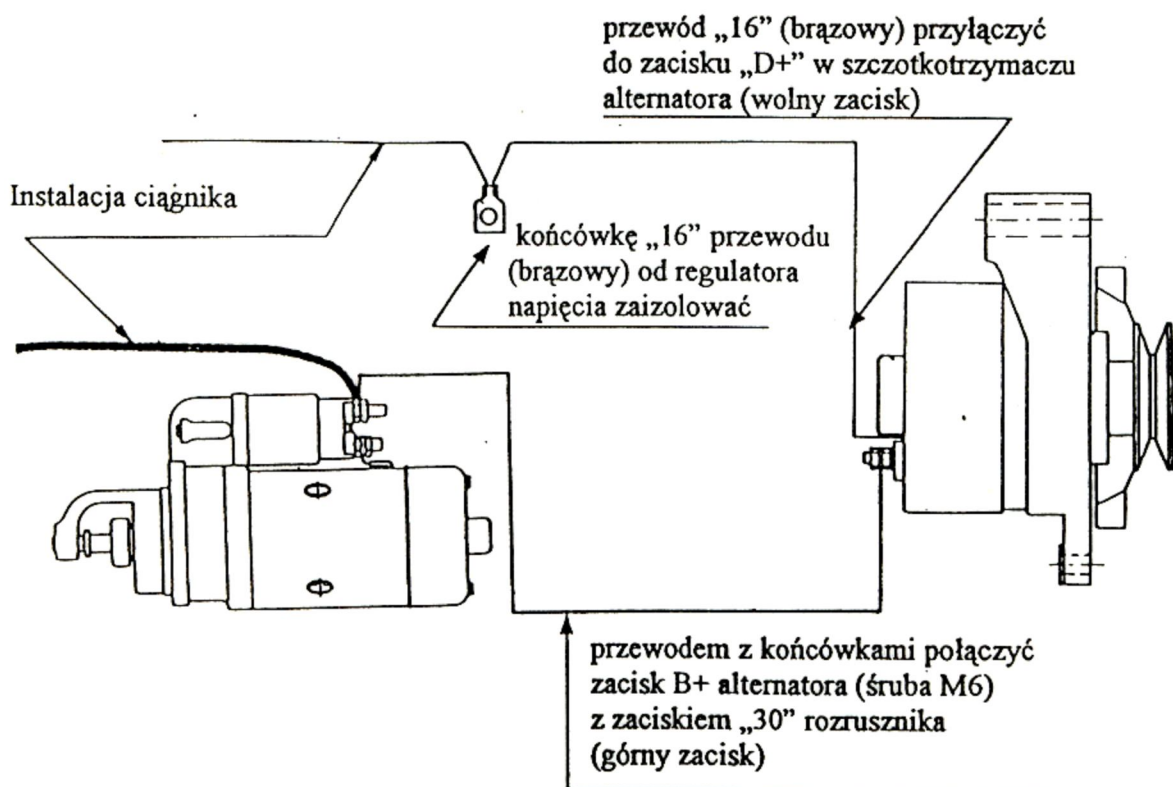 przewód „16” (brązowy) przyłączyć
do zacisku „D+” w szczotkotrzymaczu
alternatora (wolny zacisk)
Instalacja ciągnika
końcówkę „16” przewodu
(brązowy) od regulatora
napięcia zaizolować
przewodem z końcówkami połączyć
zacisk B+ alternatora (śruba M6)
z zaciskiem „30” rozrusznika
(górny zacisk)